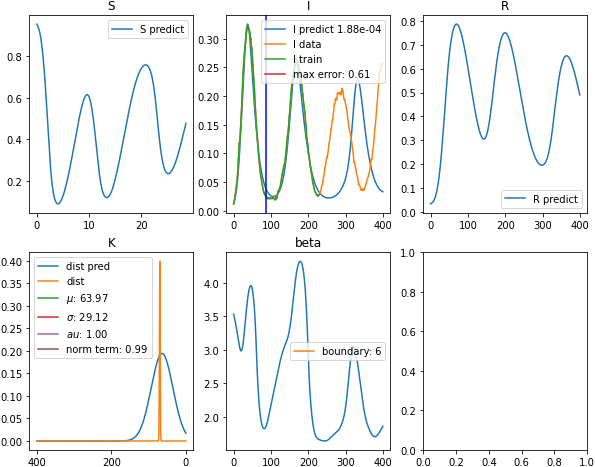 S
I
R
S predict
I predict 1.88e-04
I data
I train
max error: 0.61
R predict
0.8
0.6
0.4
0.2
0 10 20
0.30
0.25
0.20
0.15
0.10
0.05
0.00
0 100 200 300 400
0.8
0.7
0.6
0.5
0.4
0.3
0.2
0.1
0.0
0 100 200 300 400
K
beta
dist pred
dist
μ: 63.97
σ: 29.12
au: 1.00
norm term: 0.99
boundary: 6
0.40
0.35
0.30
0.25
0.20
0.15
0.10
0.05
0.00
400 200 0
4.0
3.5
3.0
2.5
2.0
0 100 200 300 400
1.0
0.8
0.6
0.4
0.2
0.0
0.0 0.2 0.4 0.6 0.8 1.0